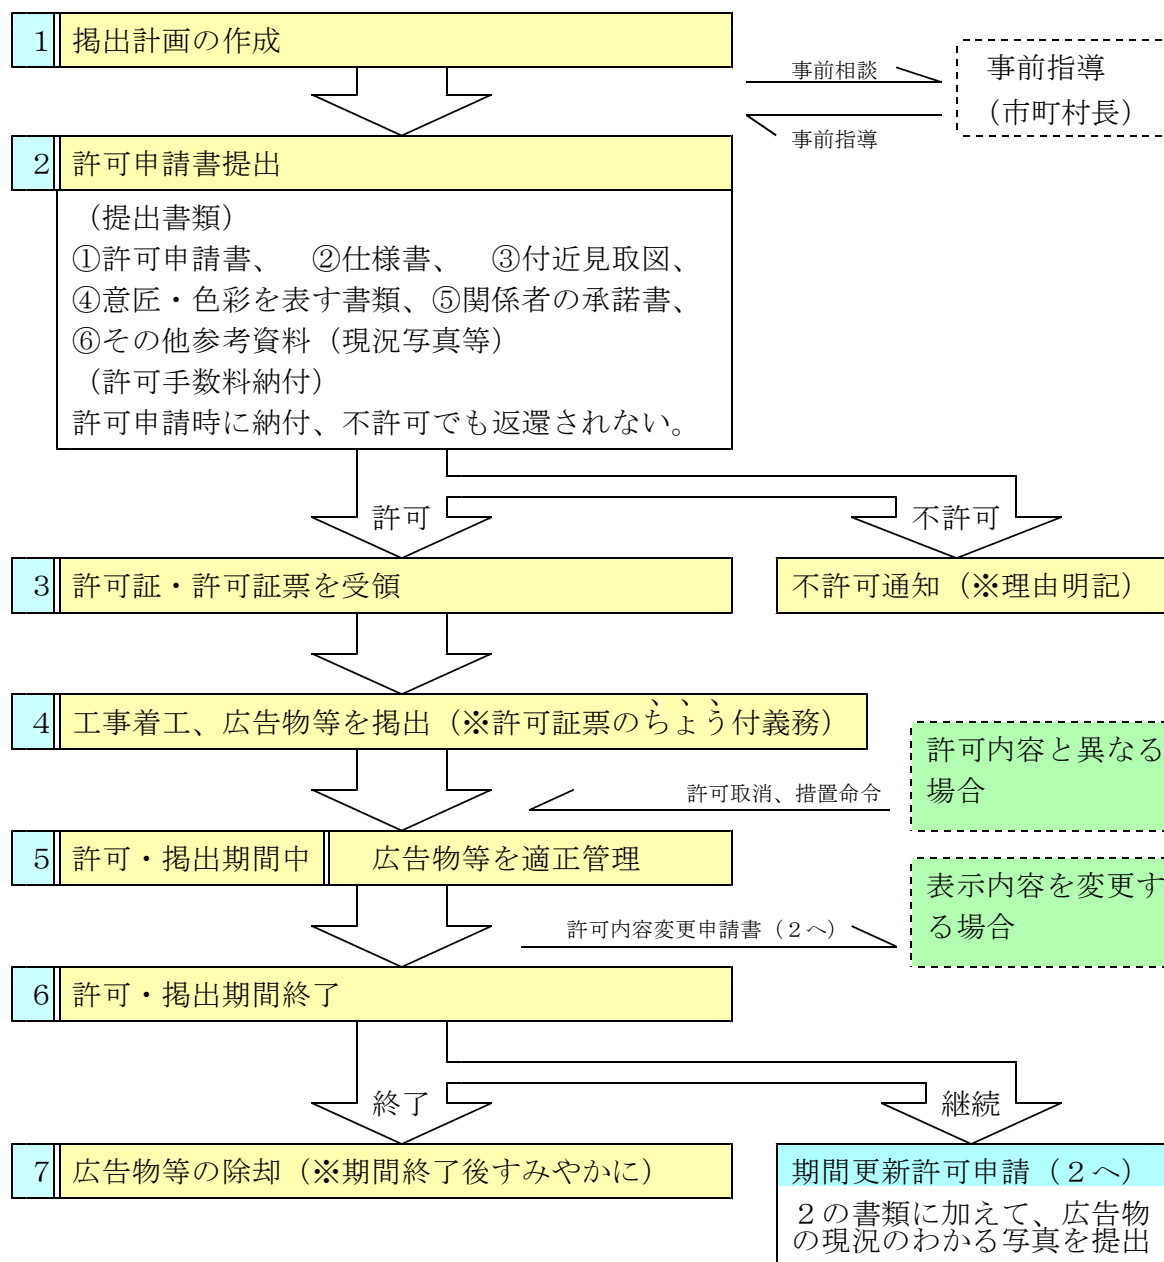 1 掲出計画の作成
事前相談
事前指導
（市町村長）
事前指導
2 許可申請書提出
（提出書類）
①許可申請書、　②仕様書、　③付近見取図、
④意匠・色彩を表す書類、⑤関係者の承諾書、
⑥その他参考資料（現況写真等）
（許可手数料納付）
許可申請時に納付、不許可でも返還されない。
許可
不許可
3 許可証・許可証票を受領
不許可通知（※理由明記）
4 工事着工、広告物等を掲出（※許可証票のちょう付義務）
許可内容と異なる
場合
許可取消、措置命令
5 許可・掲出期間中 広告物等を適正管理
表示内容を変更す
る場合
許可内容変更申請書（２へ）
6 許可・掲出期間終了
終了
継続
7 広告物等の除却（※期間終了後すみやかに）
期間更新許可申請（２へ）
２の書類に加えて、広告物
の現況のわかる写真を提出